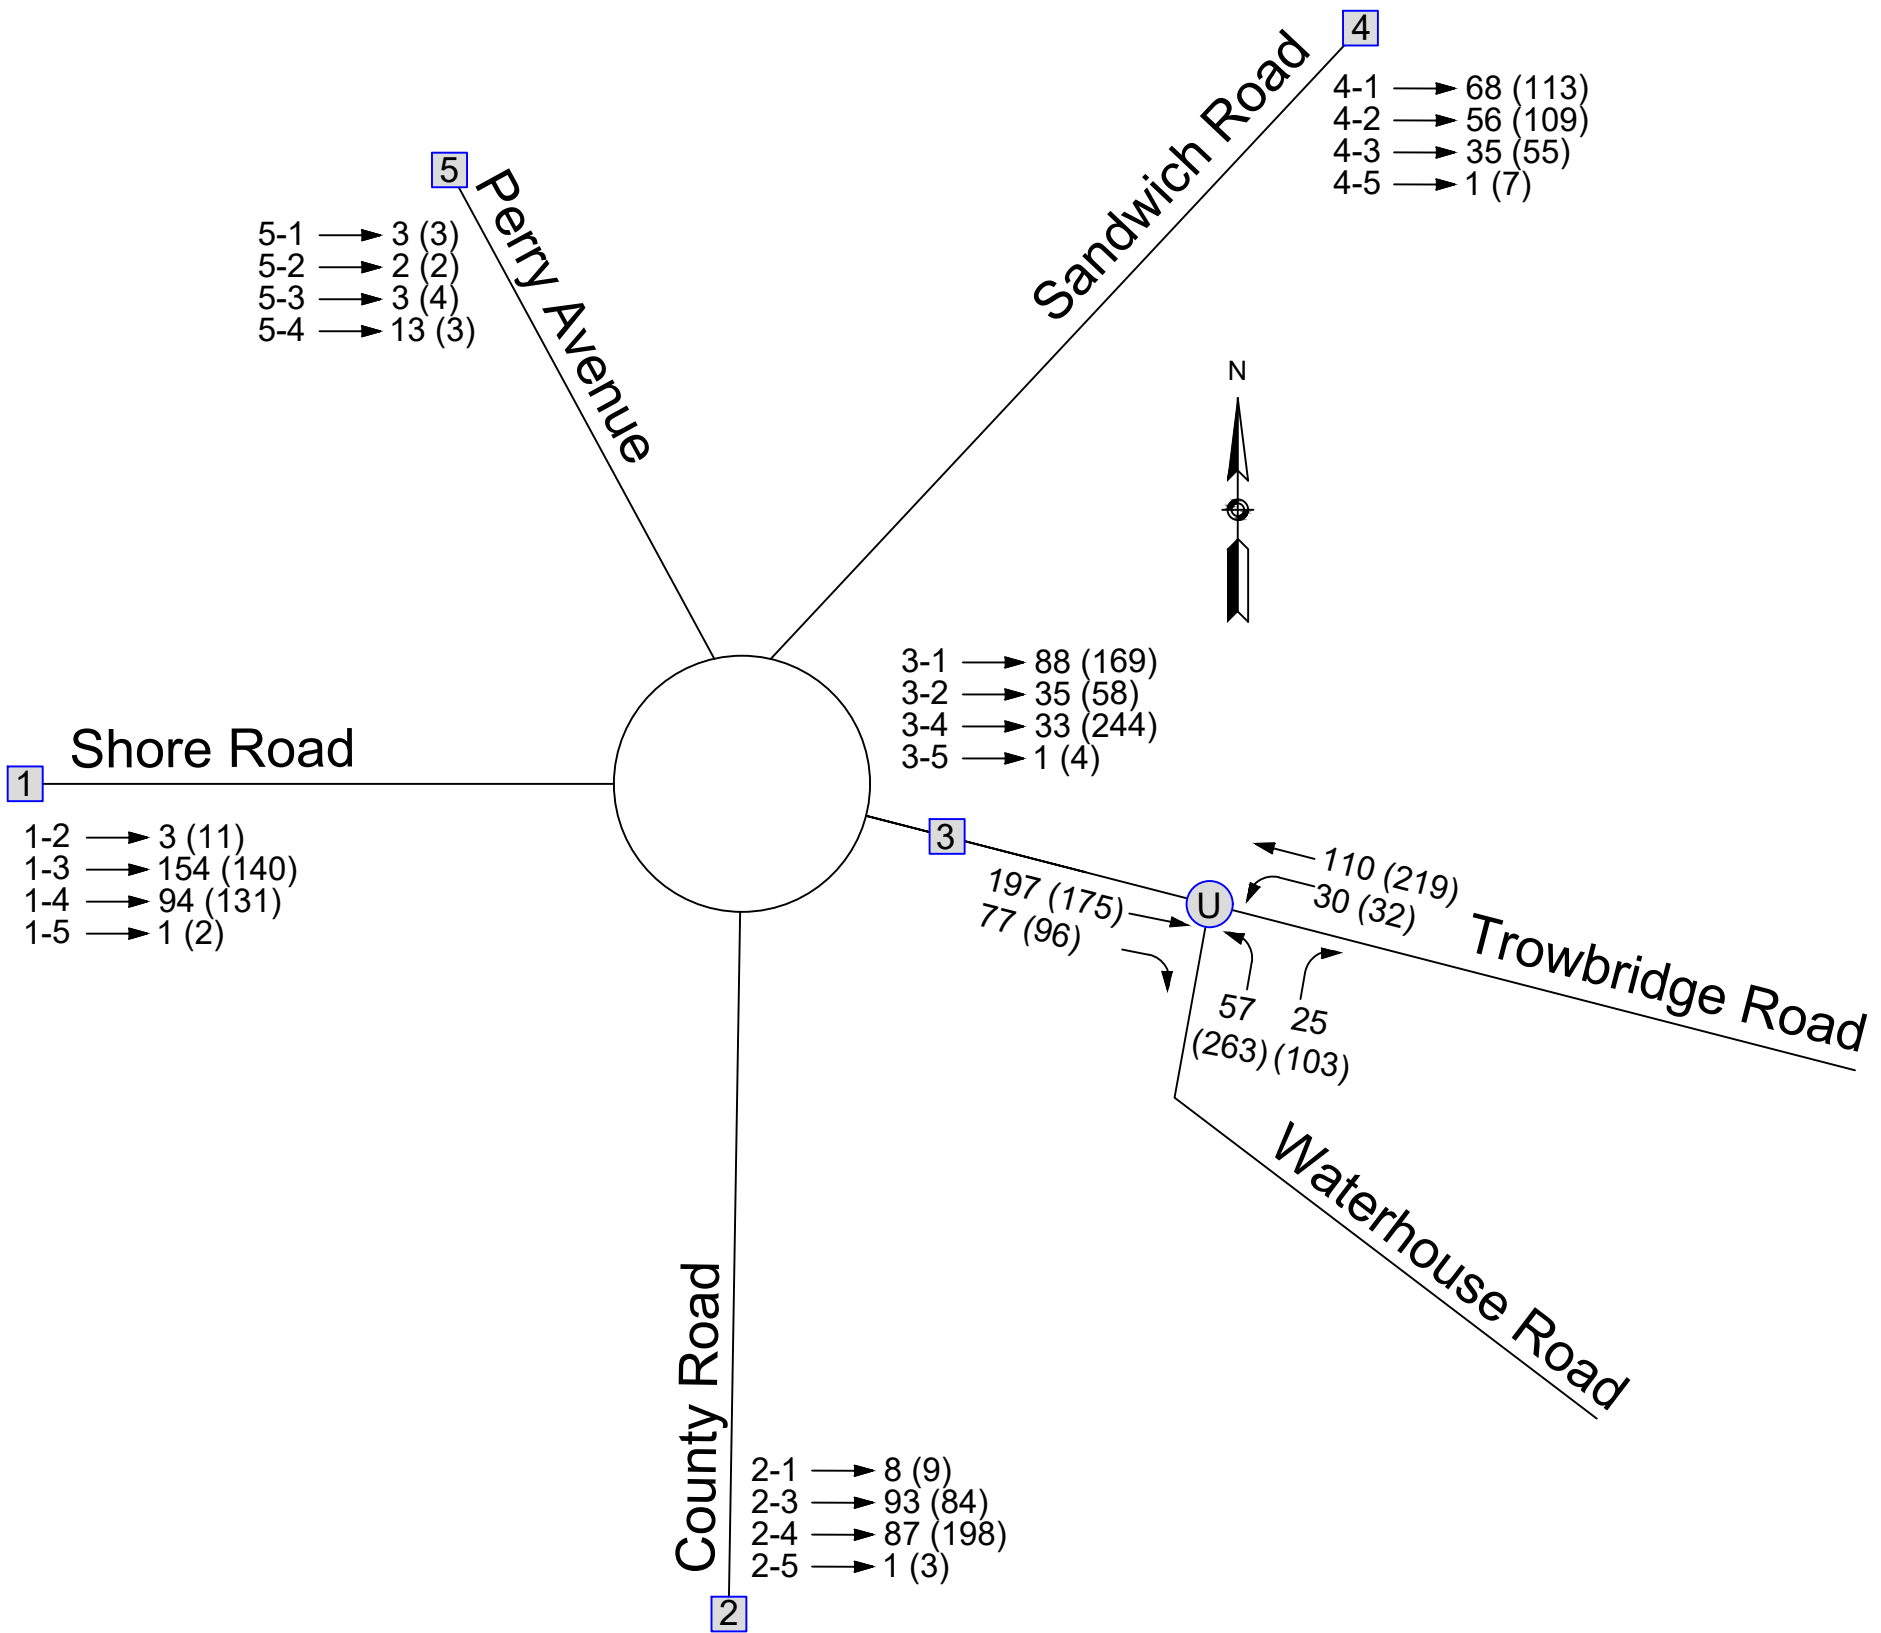 4
4-1 68 (113)
4-2 56 (109)
4-3 35 (55)
4-5 1 (7)
Sandwich Road
5
Perry Avenue
5-1 3 (3)
5-2 2 (2)
5-3 3 (4)
5-4 13 (3)
N
3-1 88 (169)
3-2 35 (58)
3-4 33 (244)
3-5 1 (4)
Shore Road
1
1-2 3 (11)
1-3 154 (140)
1-4 94 (131)
1-5 1 (2)
3
197 (175)
77 (96)
U
110 (219)
30 (32)
57
(263)
25
(103)
Trowbridge Road
Waterhouse Road
County Road
2-1 8 (9)
2-3 93 (84)
2-4 87 (198)
2-5 1 (3)
2